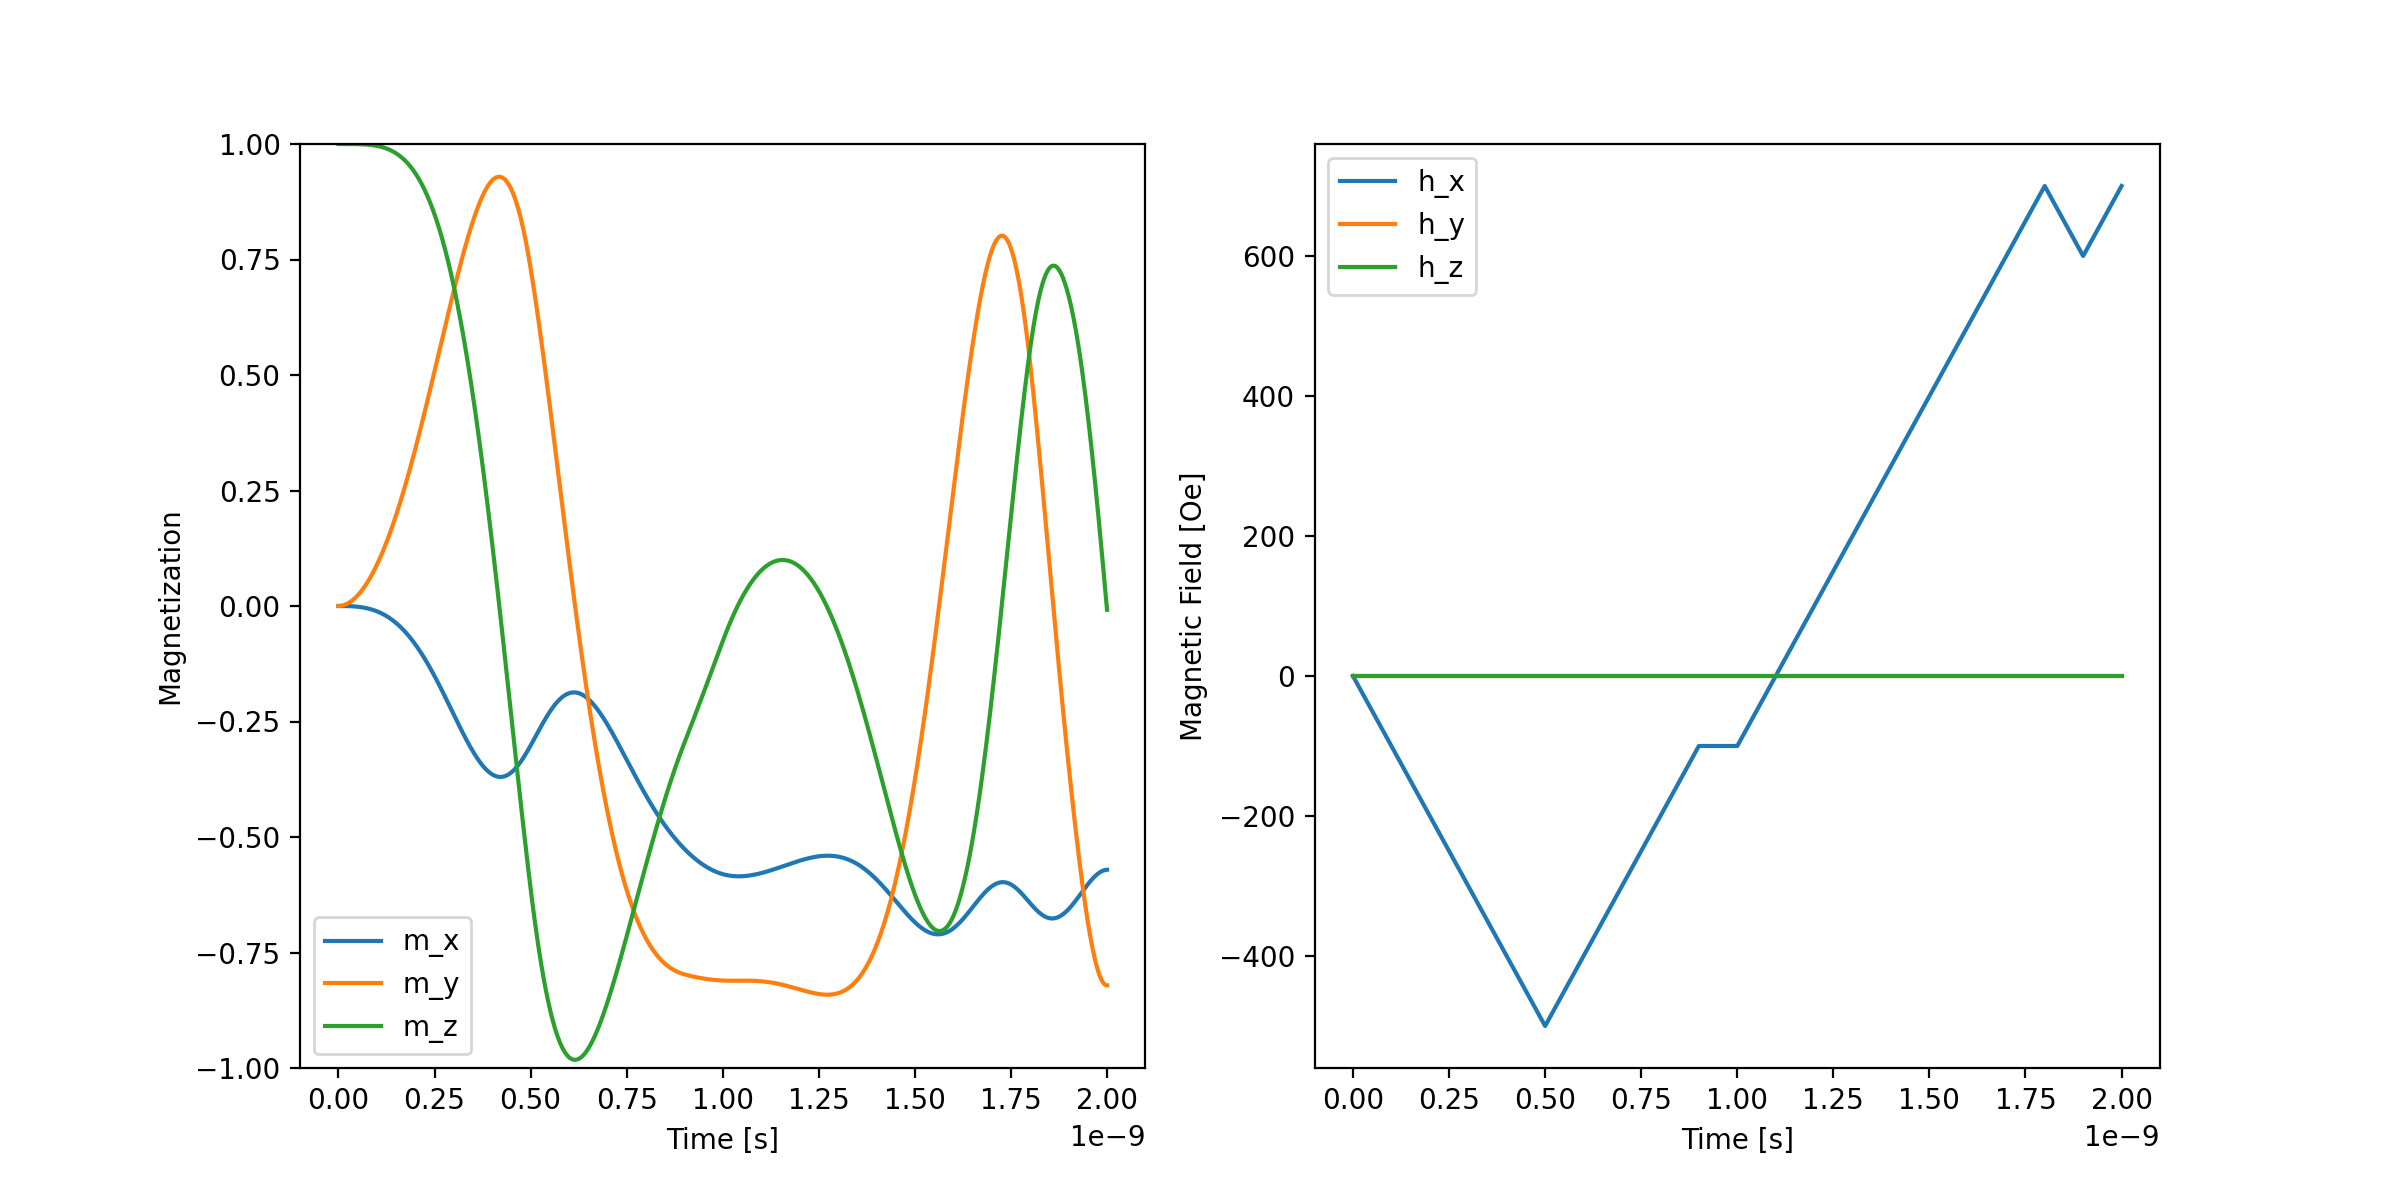 1.00
0.75
0.50
0.25
0.00
−0.25
−0.50
−0.75
−1.00
Magnetization
m_x
m_y
m_z
0.00 0.25 0.50 0.75 1.00 1.25 1.50 1.75 2.00
Time [s]
1e−9
600
400
200
0
−200
−400
Magnetic Field [Oe]
h_x
h_y
h_z
0.00 0.25 0.50 0.75 1.00 1.25 1.50 1.75 2.00
Time [s]
1e−9